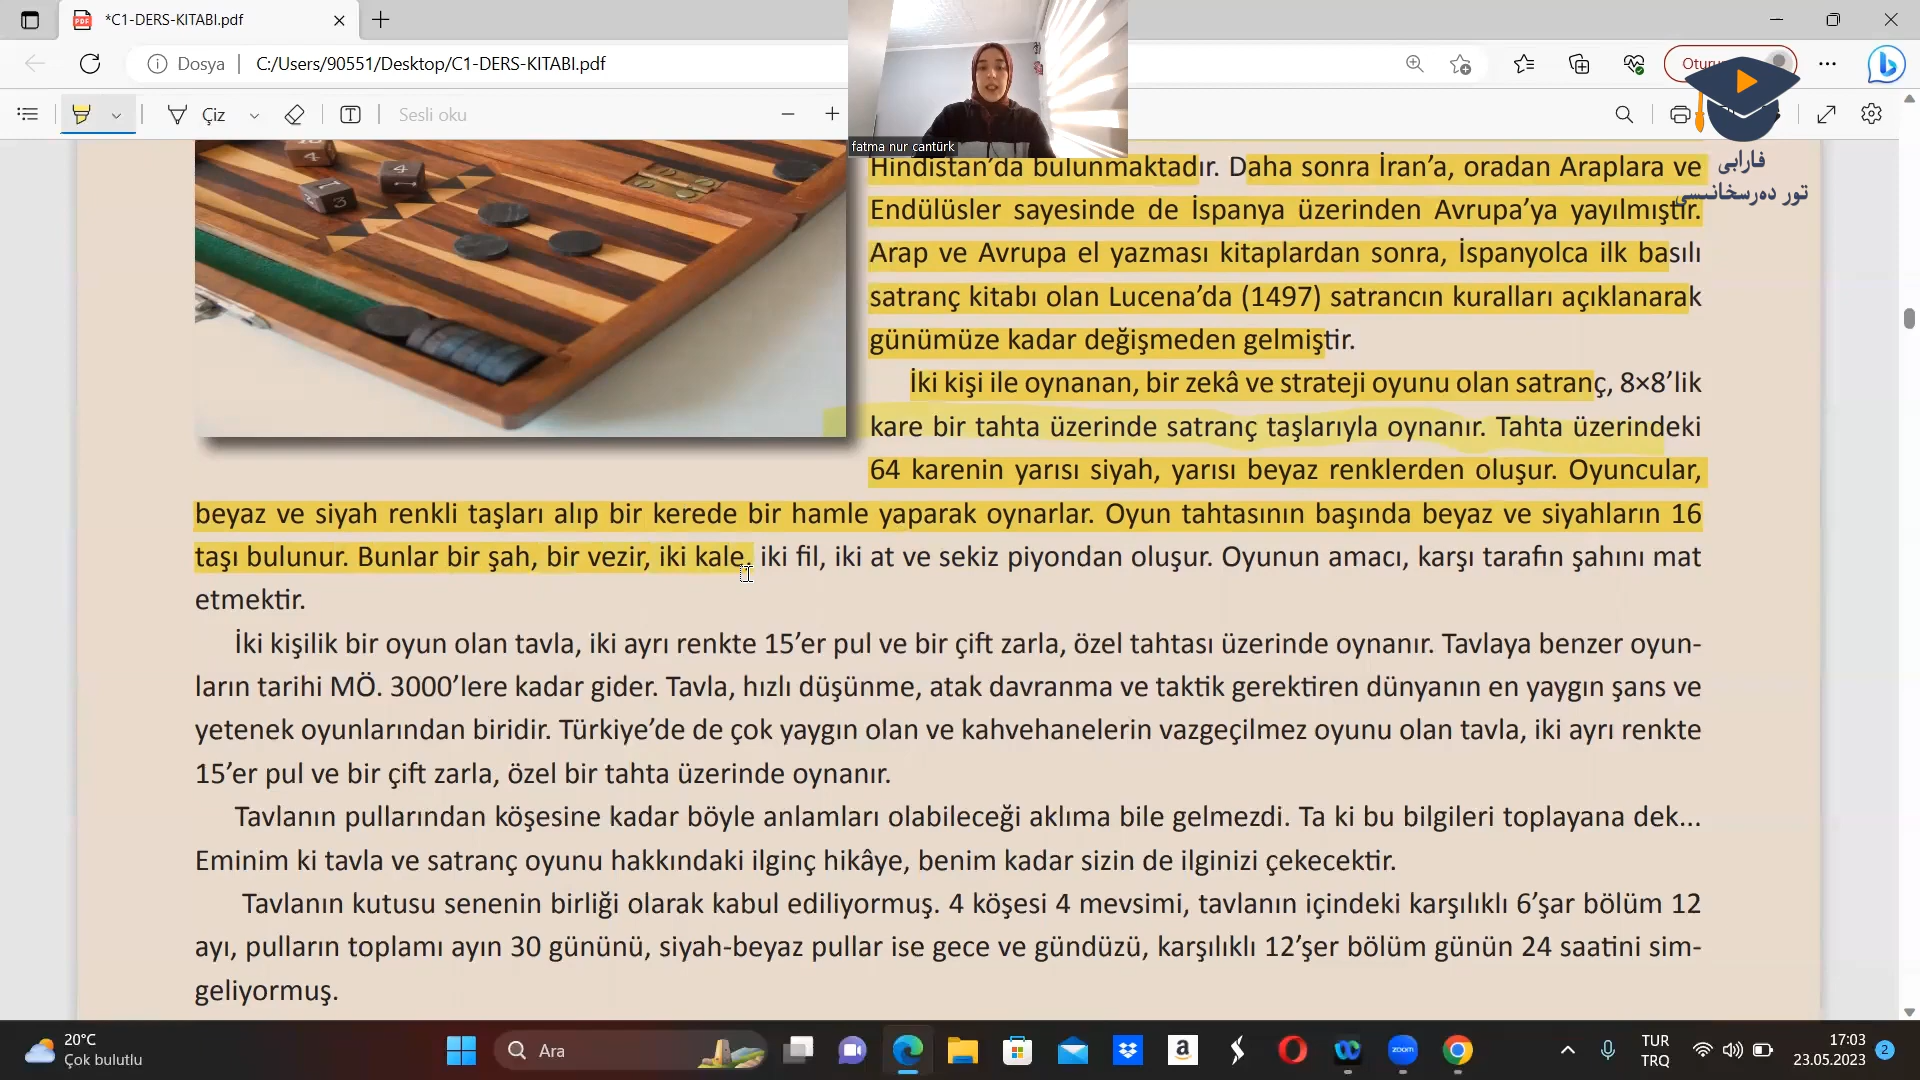 *C1-DERS-KITABI.pdf
Dosya
C:/Users/90551/Desktop/C1-DERS-KITABI.pdf
Çiz
Sesli oku
fatma nur cantürk
فارابى
تور دەرسخانىسى
Hindistan’da bulunmaktadır. Daha sonra İran’a, oradan Araplara ve
Endülüsler sayesinde de İspanya üzerinden Avrupa’ya yayılmıştır.
Arap ve Avrupa el yazması kitaplardan sonra, İspanyolca ilk basılı
satranç kitabı olan Lucena’da (1497) satrancın kuralları açıklanarak
günümüze kadar değişmeden gelmiştir.
İki kişi ile oynanan, bir zekâ ve strateji oyunu olan satranç, 8×8’lik
kare bir tahta üzerinde satranç taşlarıyla oynanır. Tahta üzerindeki
64 karenin yarısı siyah, yarısı beyaz renklerden oluşur. Oyuncular,
beyaz ve siyah renkli taşları alıp bir kerede bir hamle yaparak oynarlar. Oyun tahtasının başında beyaz ve siyahların 16
taşı bulunur. Bunlar bir şah, bir vezir, iki kale, iki fil, iki at ve sekiz piyondan oluşur. Oyunun amacı, karşı tarafın şahını mat
etmektir.
İki kişilik bir oyun olan tavla, iki ayrı renkte 15’er pul ve bir çift zarla, özel tahtası üzerinde oynanır. Tavlaya benzer oyun-
ların tarihi MÖ. 3000’lere kadar gider. Tavla, hızlı düşünme, atak davranma ve taktik gerektiren dünyanın en yaygın şans ve
yetenek oyunlarından biridir. Türkiye’de de çok yaygın olan ve kahvehanelerin vazgeçilmez oyunu olan tavla, iki ayrı renkte
15’er pul ve bir çift zarla, özel bir tahta üzerinde oynanır.
Tavlanın pullarından köşesine kadar böyle anlamları olabileceği aklıma bile gelmezdi. Ta ki bu bilgileri toplayana dek...
Eminim ki tavla ve satranç oyunu hakkındaki ilginç hikâye, benim kadar sizin de ilginizi çekecektir.
Tavlanın kutusu senenin birliği olarak kabul ediliyormuş. 4 köşesi 4 mevsimi, tavlanın içindeki karşılıklı 6’şar bölüm 12
ayı, pulların toplamı ayın 30 gününü, siyah-beyaz pullar ise gece ve gündüzü, karşılıklı 12’şer bölüm günün 24 saatini sim-
geliyormuş.
20°C
Çok bulutlu
Ara
zoom
TUR
TRQ
17:03
23.05.2023
2